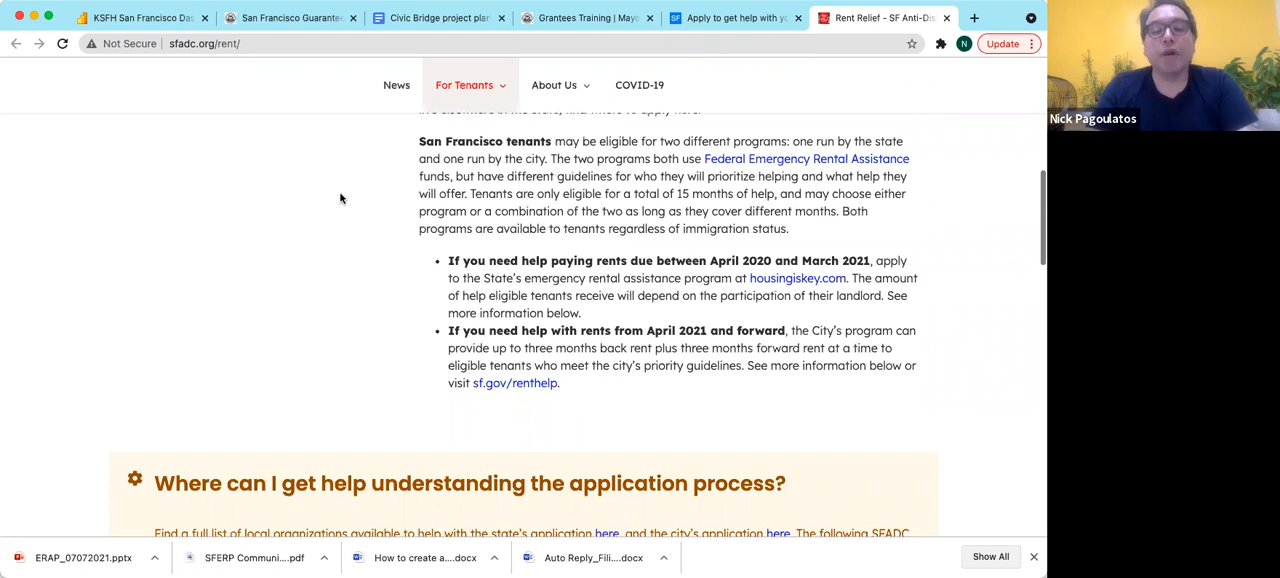 KSFH San Francisco Das
San Francisco Guarantee
Civic Bridge project plan
Grantees Training | Mayo
Apply to get help with yo
Rent Relief - SF Anti-Dis
Not Secure
sfadc.org/rent/
N
Update
News
For Tenants
About Us
COVID-19
San Francisco tenants may be eligible for two different programs: one run by the state
and one run by the city. The two programs both use Federal Emergency Rental Assistance
funds, but have different guidelines for who they will prioritize helping and what help they
will offer. Tenants are only eligible for a total of 15 months of help, and may choose either
program or a combination of the two as long as they cover different months. Both
programs are available to tenants regardless of immigration status.
• If you need help paying rents due between April 2020 and March 2021, apply
to the State's emergency rental assistance program at housingiskey.com. The amount
of help eligible tenants receive will depend on the participation of their landlord. See
more information below.
• If you need help with rents from April 2021 and forward, the City's program can
provide up to three months back rent plus three months forward rent at a time to
eligible tenants who meet the city's priority guidelines. See more information below or
visit sf.gov/renthelp.
Where can I get help understanding the application process?
Find a full list of local organizations available to help with the state's application here, and the city's application here. The following SFADC
ERAP_07072021.pptx
SFERP Communi....pdf
How to create a....docx
Auto Reply_Fili....docx
Show All
Nick Pagoulatos